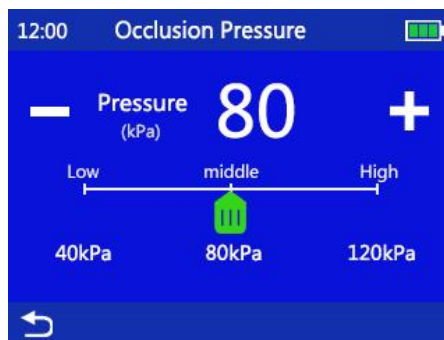 12:00 Occlusion Pressure
Pressure 80
(kPa)
Low middle High
40kPa 80kPa 120kPa